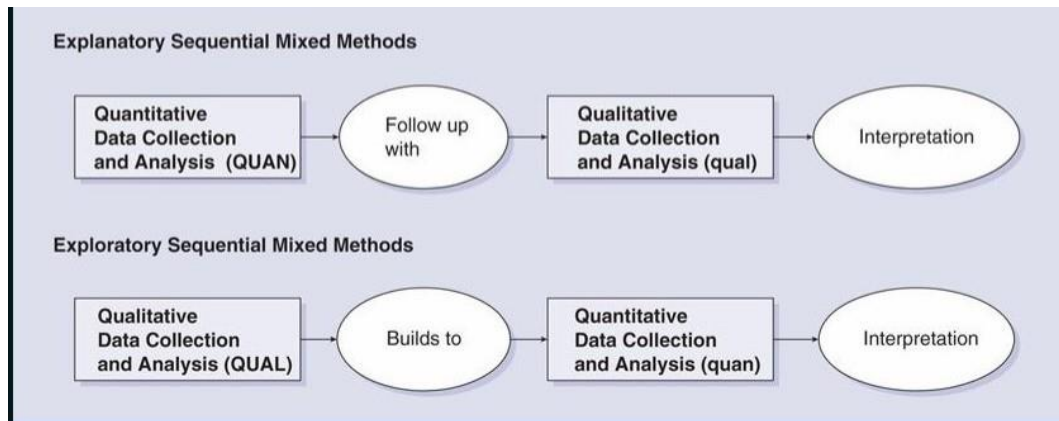 Explanatory Sequential Mixed Methods
Quantitative
Data Collection
and Analysis (QUAN)
Follow up
with
Qualitative
Data Collection
and Analysis (qual)
Interpretation
Exploratory Sequential Mixed Methods
Qualitative
Data Collection
and Analysis (QUAL)
Builds to
Quantitative
Data Collection
and Analysis (quan)
Interpretation